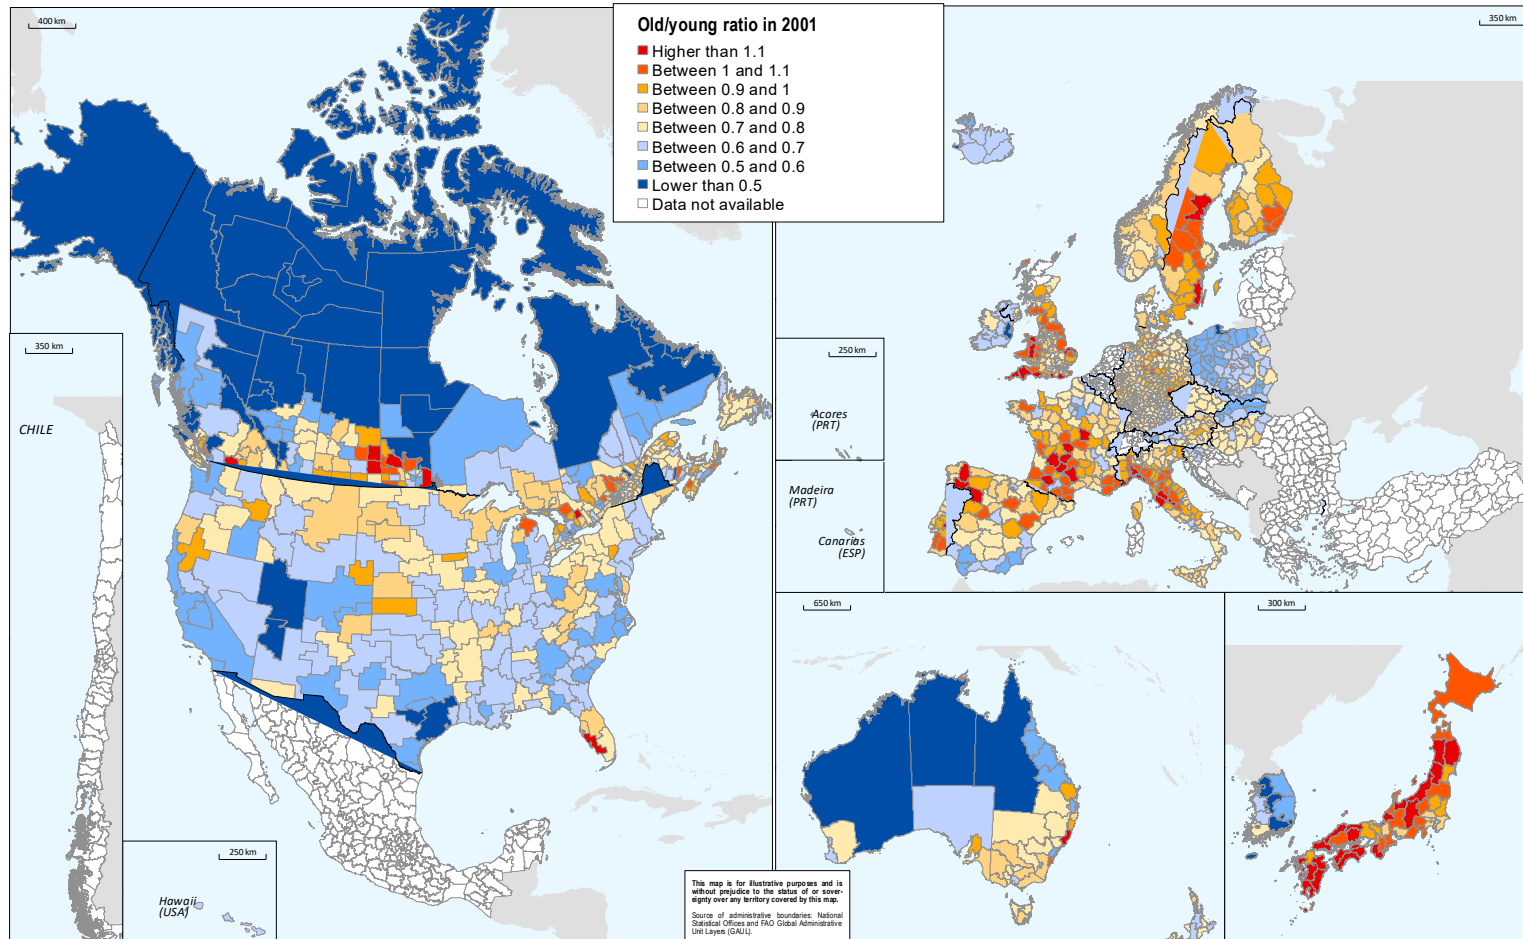 400 km
Old/young ratio in 2001
Higher than 1.1
Between 1 and 1.1
Between 0.9 and 1
Between 0.8 and 0.9
Between 0.7 and 0.8
Between 0.6 and 0.7
Between 0.5 and 0.6
Lower than 0.5
Data not available
350 km
350 km
CHILE
250 km
Acores
(PRT)
Madeira
(PRT)
Canarias
(ESP)
650 km
300 km
250 km
Hawaii
(USA)
This map is for illustrative purposes and is
without prejudice to the status of or sover-
eignty over any territory covered by this map.
Source of administrative boundaries: National
Statistical Offices and FAO Global Administrative
Unit Layers (GAUL).